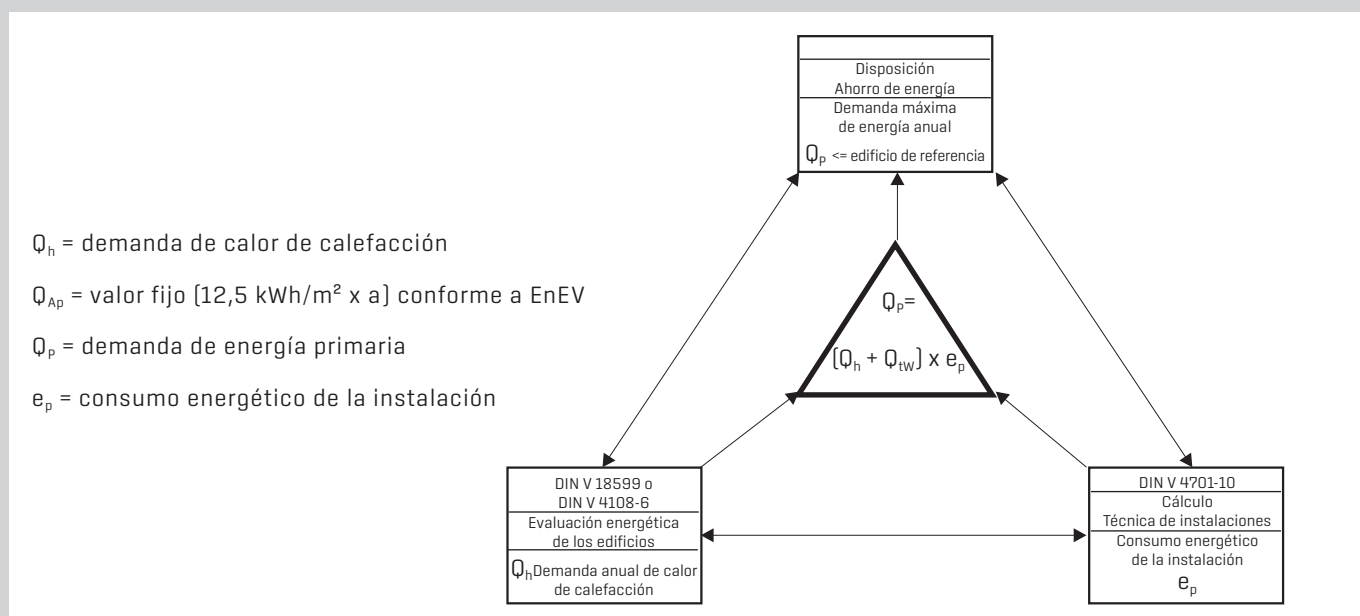 Disposición
Ahorro de energía
Demanda máxima
de energía anual
Qₚ <= edificio de referencia
Qₕ = demanda de calor de calefacción
Q_Ap = valor fijo (12,5 kWh/m² x a) conforme a EnEV
Qₚ = demanda de energía primaria
eₚ = consumo energético de la instalación
Qₚ=
(Qₕ + Q_tW) x eₚ
DIN V 18599 o
DIN V 4108-6
Evaluación energética
de los edificios
QₕDemanda anual de calor
de calefacción
DIN V 4701-10
Cálculo
Técnica de instalaciones
Consumo energético
de la instalación
eₚ